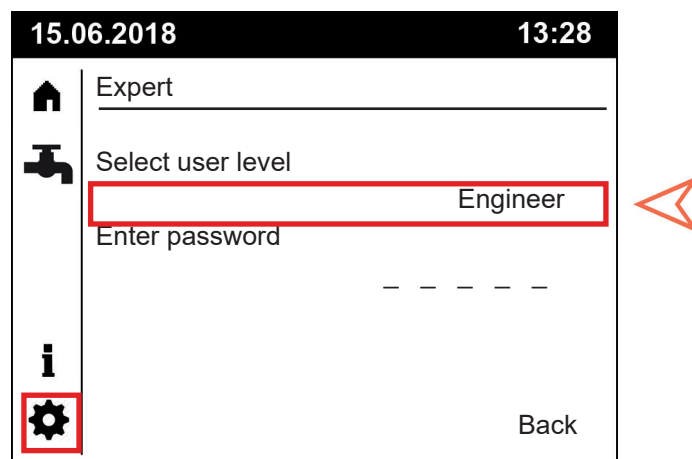 15.06.2018 13:28
Expert
Select user level
Engineer
Enter password
_ _ _ _ _
i
Back